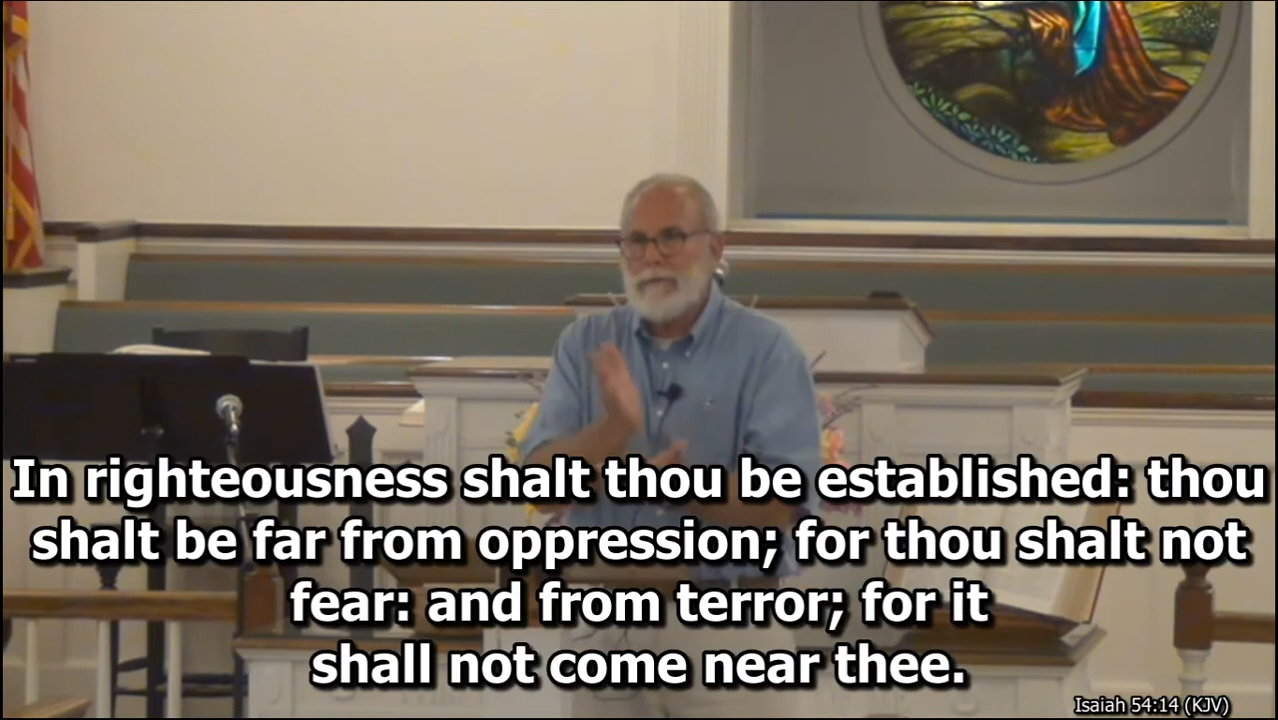 In righteousness shalt thou be established: thou
shalt be far from oppression; for thou shalt not
fear: and from terror; for it
shall not come near thee.
Isaiah 54:14 (KJV)